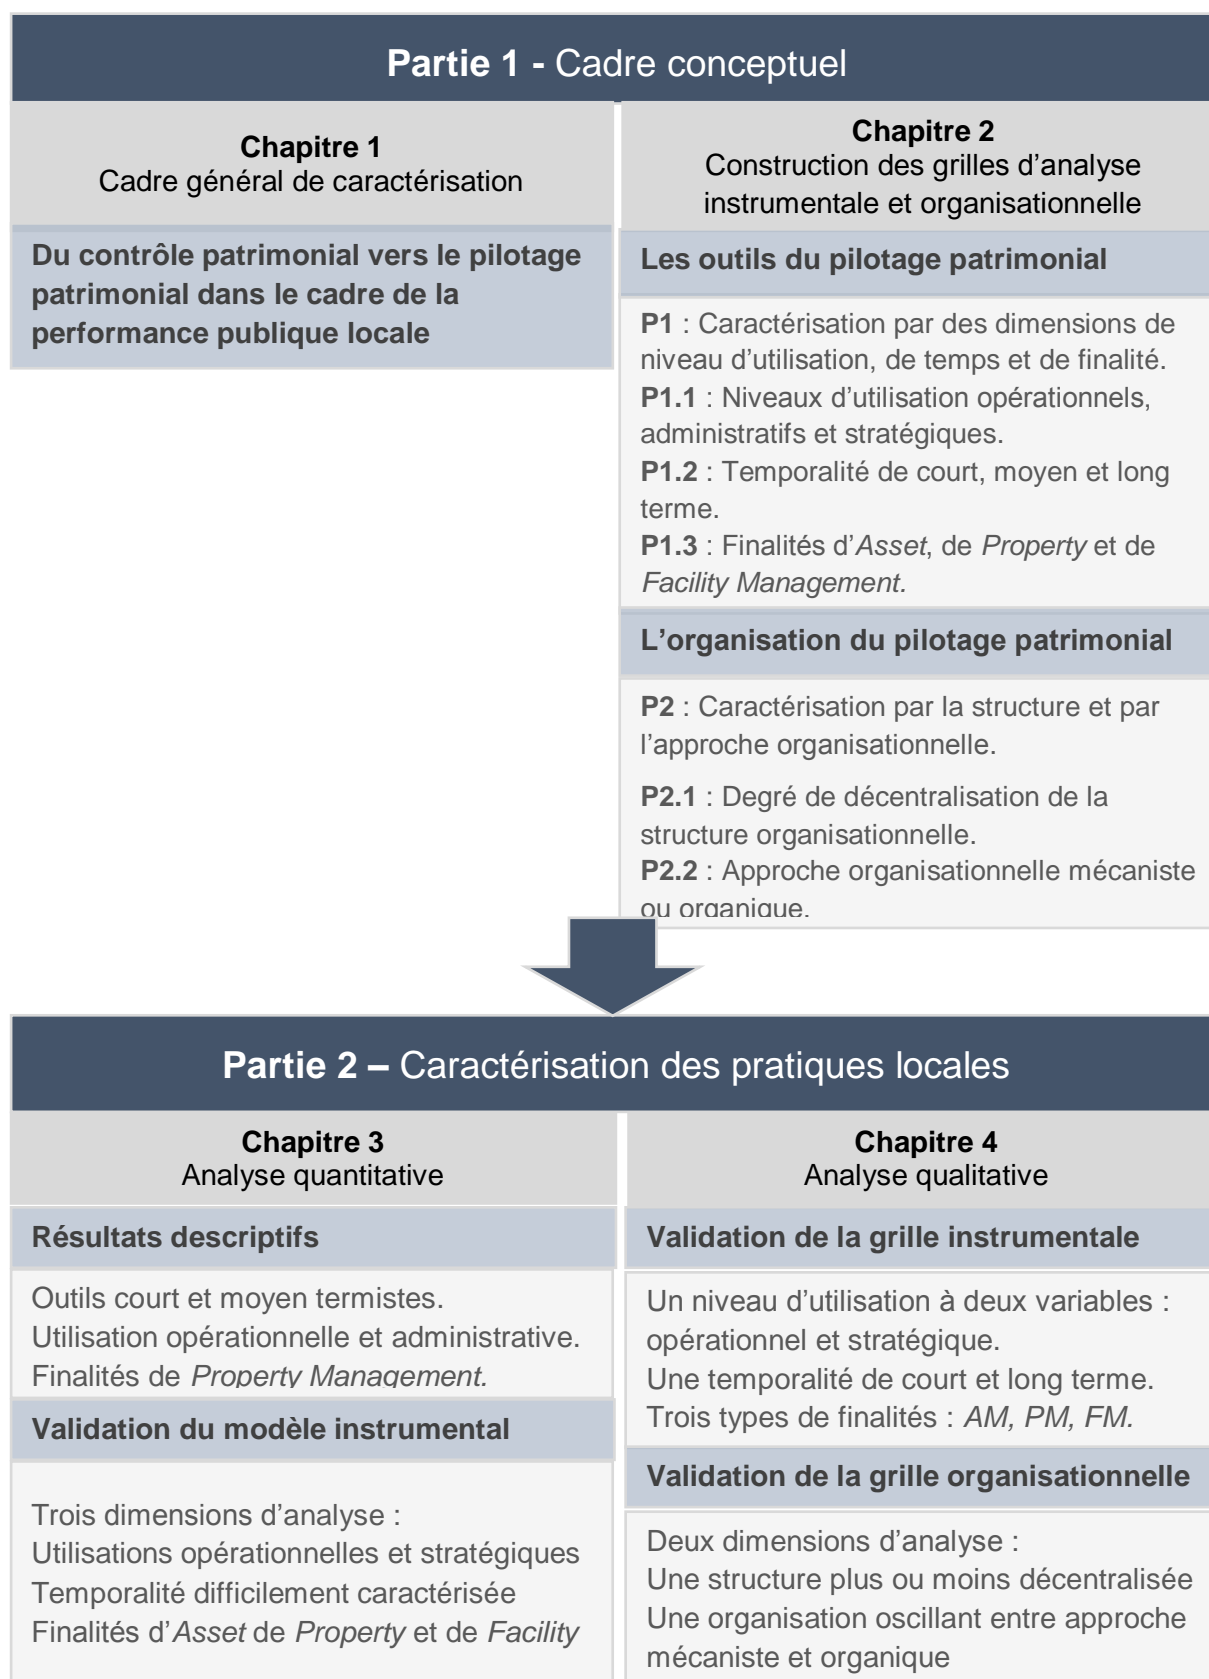 Partie 1 - Cadre conceptuel
Chapitre 1
Cadre général de caractérisation
Du contrôle patrimonial vers le pilotage
patrimonial dans le cadre de la
performance publique locale
Chapitre 2
Construction des grilles d’analyse
instrumentale et organisationnelle
Les outils du pilotage patrimonial
P1 : Caractérisation par des dimensions de
niveau d’utilisation, de temps et de finalité.
P1.1 : Niveaux d’utilisation opérationnels,
administratifs et stratégiques.
P1.2 : Temporalité de court, moyen et long
terme.
P1.3 : Finalités d’Asset, de Property et de
Facility Management.
L’organisation du pilotage patrimonial
P2 : Caractérisation par la structure et par
l’approche organisationnelle.
P2.1 : Degré de décentralisation de la
structure organisationnelle.
P2.2 : Approche organisationnelle mécaniste
ou organique.
Partie 2 – Caractérisation des pratiques locales
Chapitre 3
Analyse quantitative
Résultats descriptifs
Outils court et moyen termistes.
Utilisation opérationnelle et administrative.
Finalités de Property Management.
Validation du modèle instrumental
Trois dimensions d’analyse :
Utilisations opérationnelles et stratégiques
Temporalité difficilement caractérisée
Finalités d’Asset de Property et de Facility
Chapitre 4
Analyse qualitative
Validation de la grille instrumentale
Un niveau d’utilisation à deux variables :
opérationnel et stratégique.
Une temporalité de court et long terme.
Trois types de finalités : AM, PM, FM.
Validation de la grille organisationnelle
Deux dimensions d’analyse :
Une structure plus ou moins décentralisée
Une organisation oscillant entre approche
mécaniste et organique